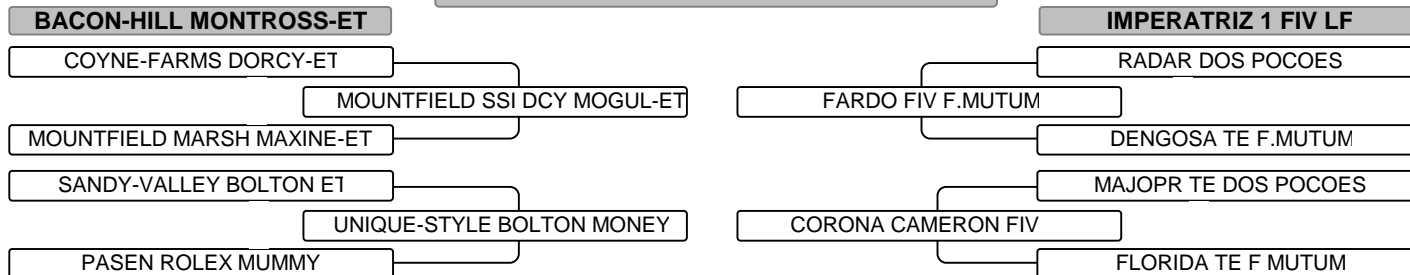 BACON-HILL MONTROSS-ET
IMPERATRIZ 1 FIV LF
COYNE-FARMS DORCY-ET
RADAR DOS POCOES
MOUNTFIELD SSI DCY MOGUL-ET
FARDO FIV F.MUTUM
MOUNTFIELD MARSH MAXINE-ET
DENGOSA TE F.MUTUM
SANDY-VALLEY BOLTON ET
MAJOPR TE DOS POCOES
UNIQUE-STYLE BOLTON MONEY
CORONA CAMERON FIV
PASEN ROLEX MUMMY
FLORIDA TE F MUTUM